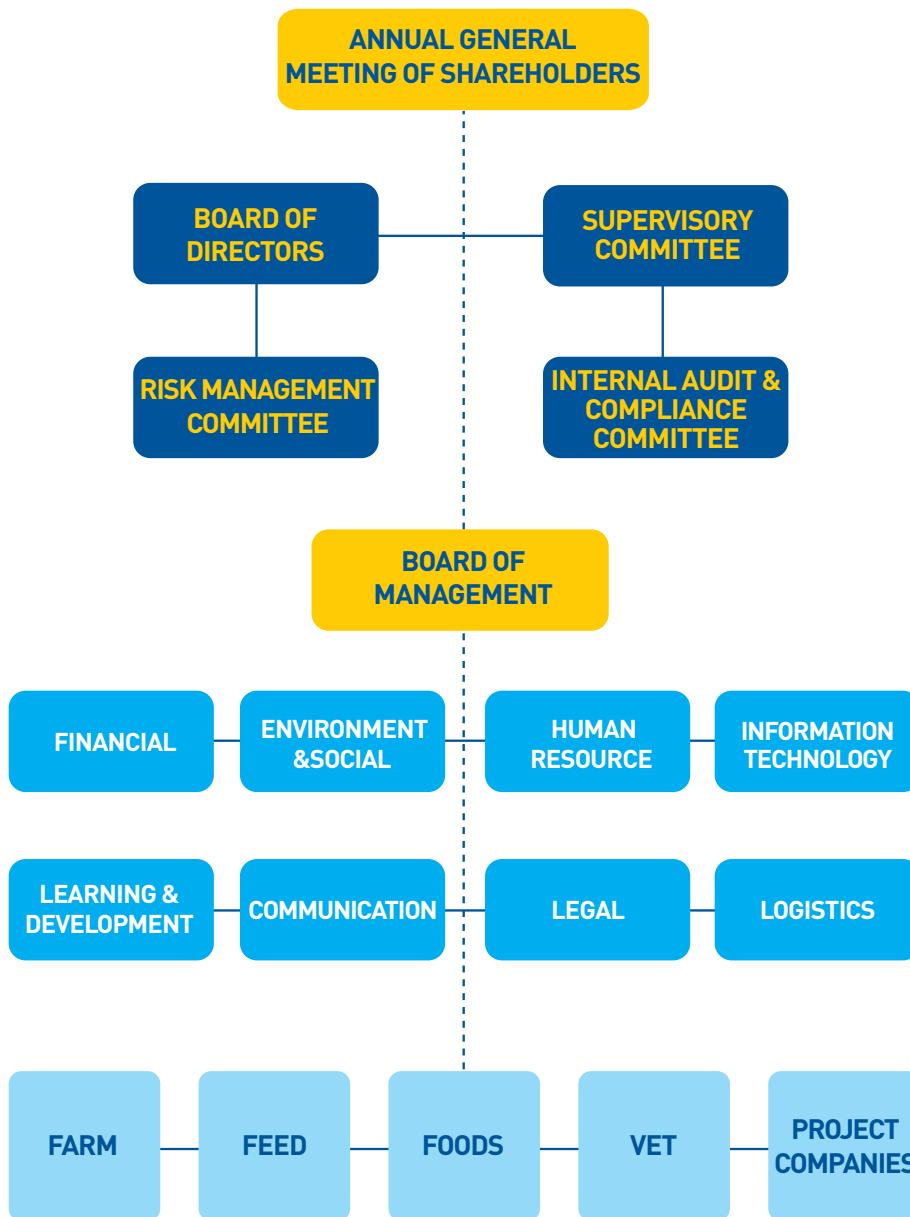 ANNUAL GENERAL
MEETING OF SHAREHOLDERS
BOARD OF
DIRECTORS
SUPERVISORY
COMMITTEE
RISK MANAGEMENT
COMMITTEE
INTERNAL AUDIT &
COMPLIANCE
COMMITTEE
BOARD OF
MANAGEMENT
FINANCIAL
ENVIRONMENT
&SOCIAL
HUMAN
RESOURCE
INFORMATION
TECHNOLOGY
LEARNING &
DEVELOPMENT
COMMUNICATION
LEGAL
LOGISTICS
FARM
FEED
FOODS
VET
PROJECT
COMPANIES